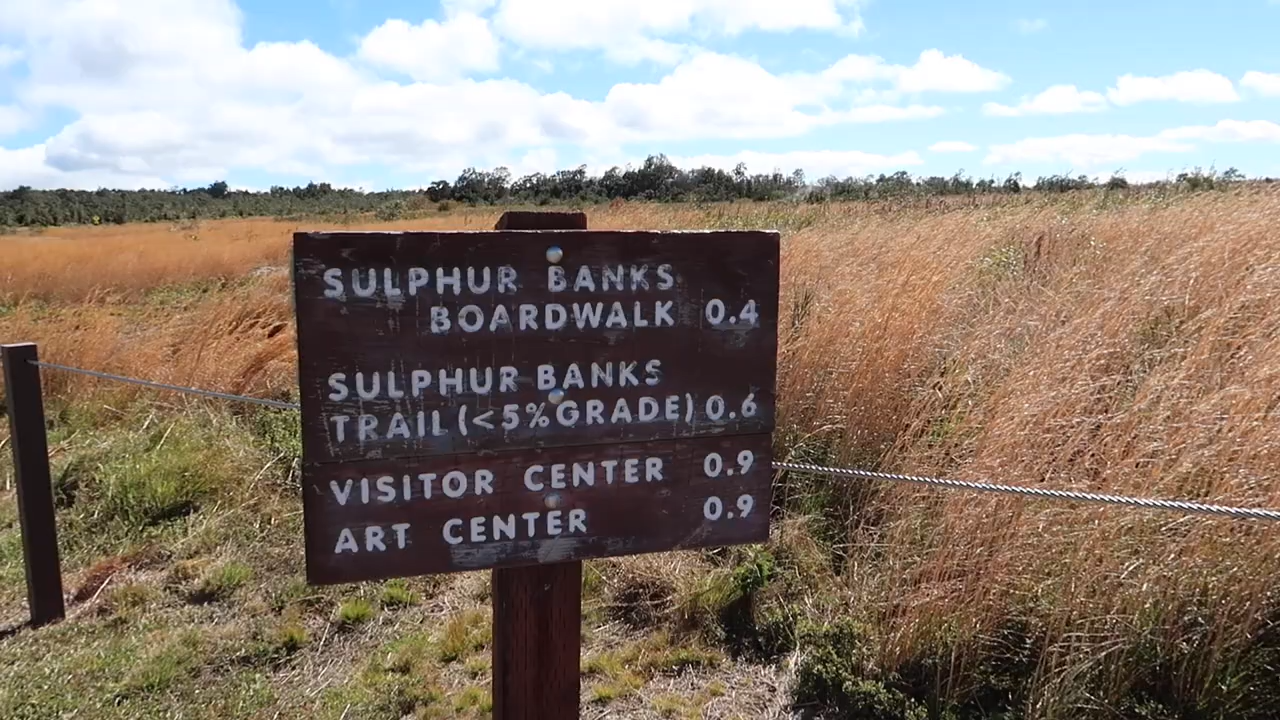 SULPHUR BANKS
BOARDWALK 0.4
SULPHUR BANKS
TRAIL (<5% GRADE) 0.6
VISITOR CENTER 0.9
ART CENTER 0.9